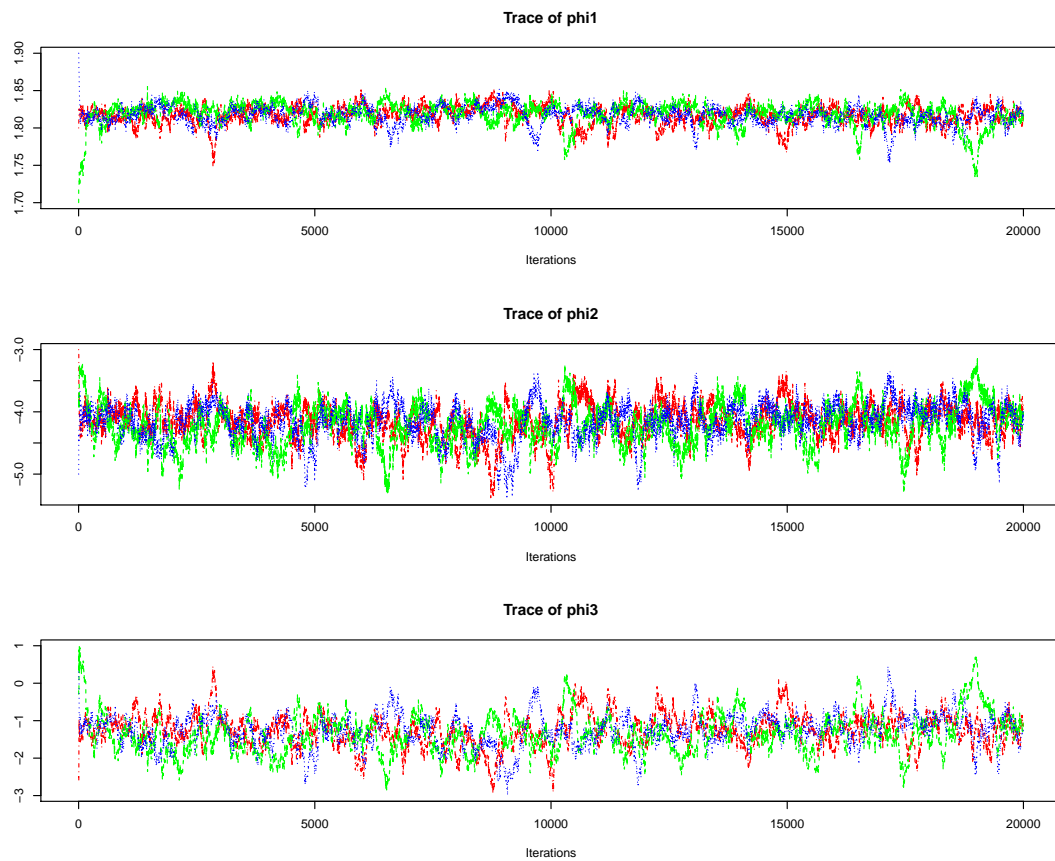 Trace of phi1
1.90
1.85
1.80
1.75
1.70
0 5000 10000 15000 20000
Iterations
Trace of phi2
−3.0
−4.0
−5.0
0 5000 10000 15000 20000
Iterations
Trace of phi3
1
0
−1
−2
−3
0 5000 10000 15000 20000
Iterations